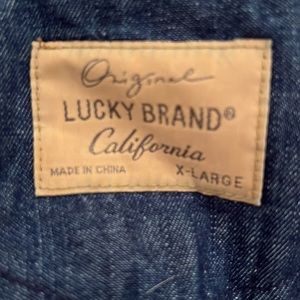 Original
LUCKY BRAND®
California
MADE IN CHINA X-LARGE